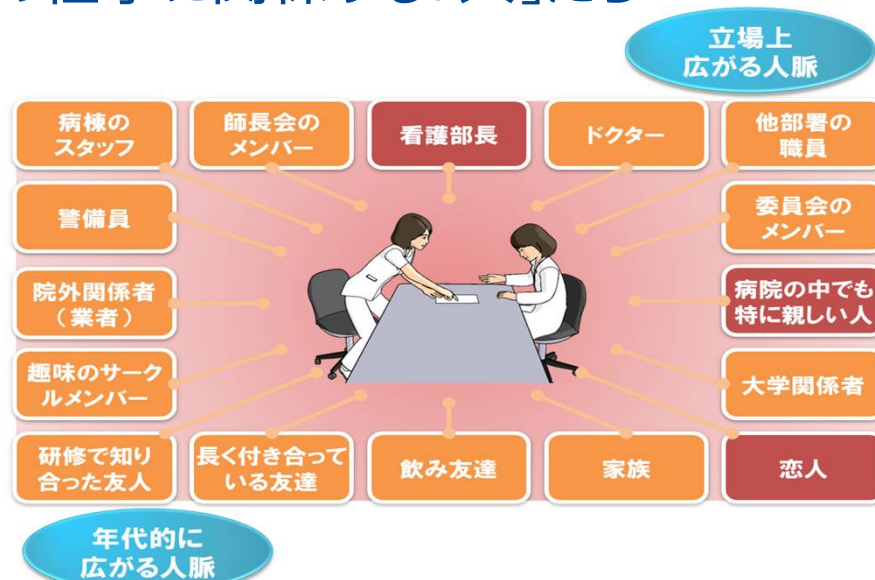 立場上
広がる人脈
病棟の
スタッフ
師長会の
メンバー
看護部長
ドクター
他部署の
職員
警備員
委員会の
メンバー
院外関係者
（業者）
病院の中でも
特に親しい人
趣味のサーク
ルメンバー
大学関係者
研修で知り
合った友人
長く付き合って
いる友達
飲み友達
家族
恋人
年代的に
広がる人脈